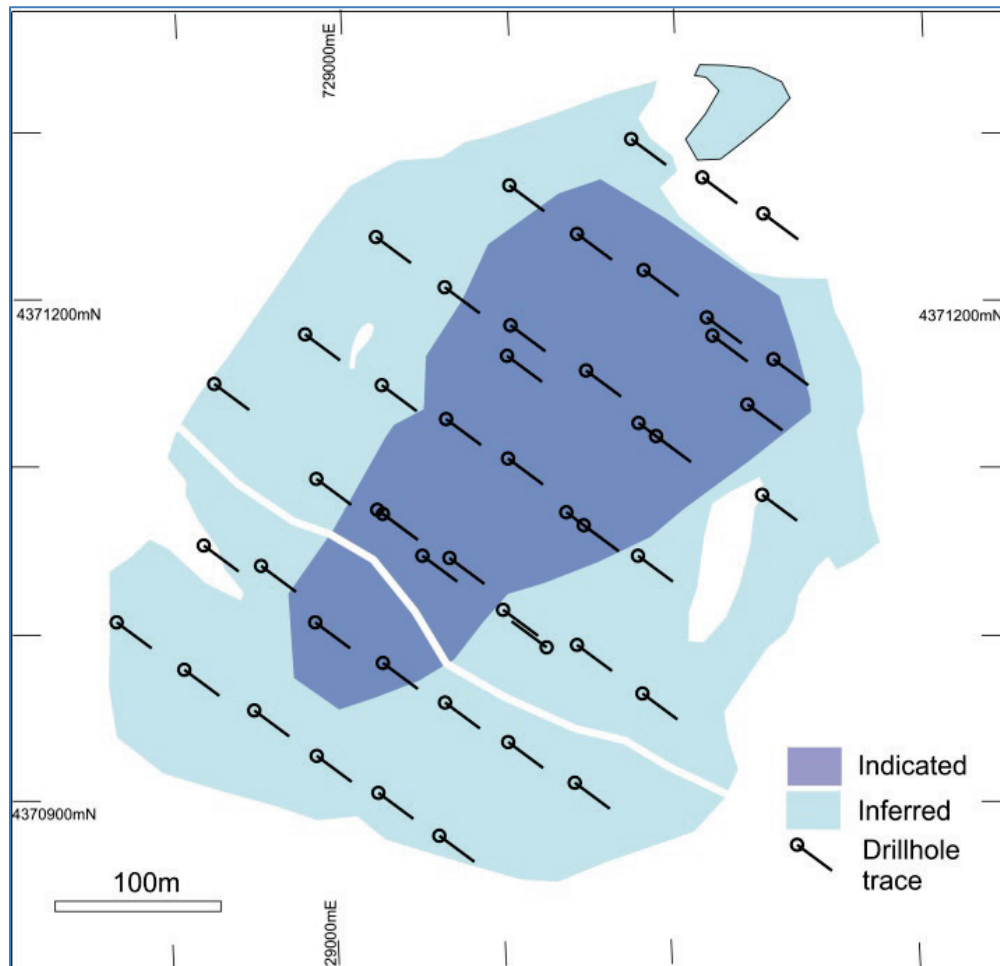 729000mE
4371200mN
4371200mN
Indicated
Inferred
Drillhole
trace
4370900mN
100m
29000mE